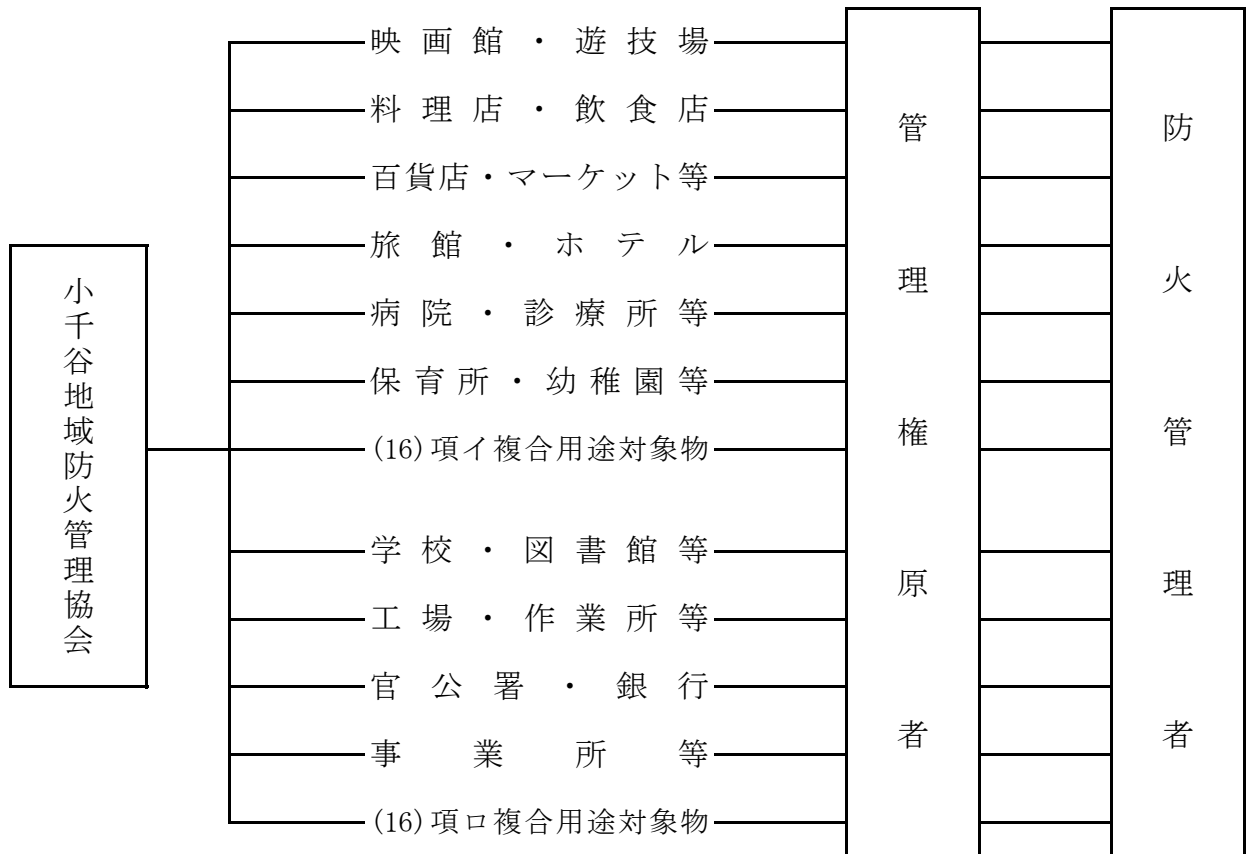 小千谷地域防火管理協会
映画館・遊技場
料理店・飲食店
百貨店・マーケット等
旅館・ホテル
病院・診療所等
保育所・幼稚園等
(16)項イ複合用途対象物
学校・図書館等
工場・作業所等
官公署・銀行
事業所等
(16)項ロ複合用途対象物
管理権原者
防火管理者